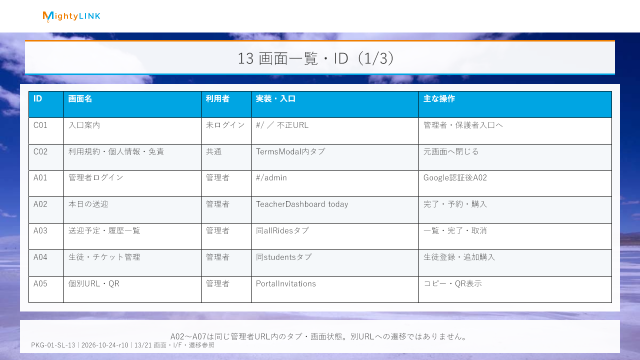 MightyLINK
13 画面一覧・ID（1/3）
ID 画面名 利用者 実装・入口 主な操作
C01 入口案内 未ログイン #/ ／ 不正URL 管理者・保護者入口へ
C02 利用規約・個人情報・免責 共通 TermsModal内タブ 元画面へ閉じる
A01 管理者ログイン 管理者 #/admin Google認証後A02
A02 本日の送迎 管理者 TeacherDashboard today 完了・予約・購入
A03 送迎予定・履歴一覧 管理者 同allRidesタブ 一覧・完了・取消
A04 生徒・チケット管理 管理者 同studentsタブ 生徒登録・追加購入
A05 個別URL・QR 管理者 PortalInvitations コピー・QR表示
A02～A07は同じ管理者URL内のタブ・画面状態。別URLへの遷移ではありません。
PKG-01-SL-13 | 2026-10-24-r10 | 13/21 画面・I/F・遷移参照